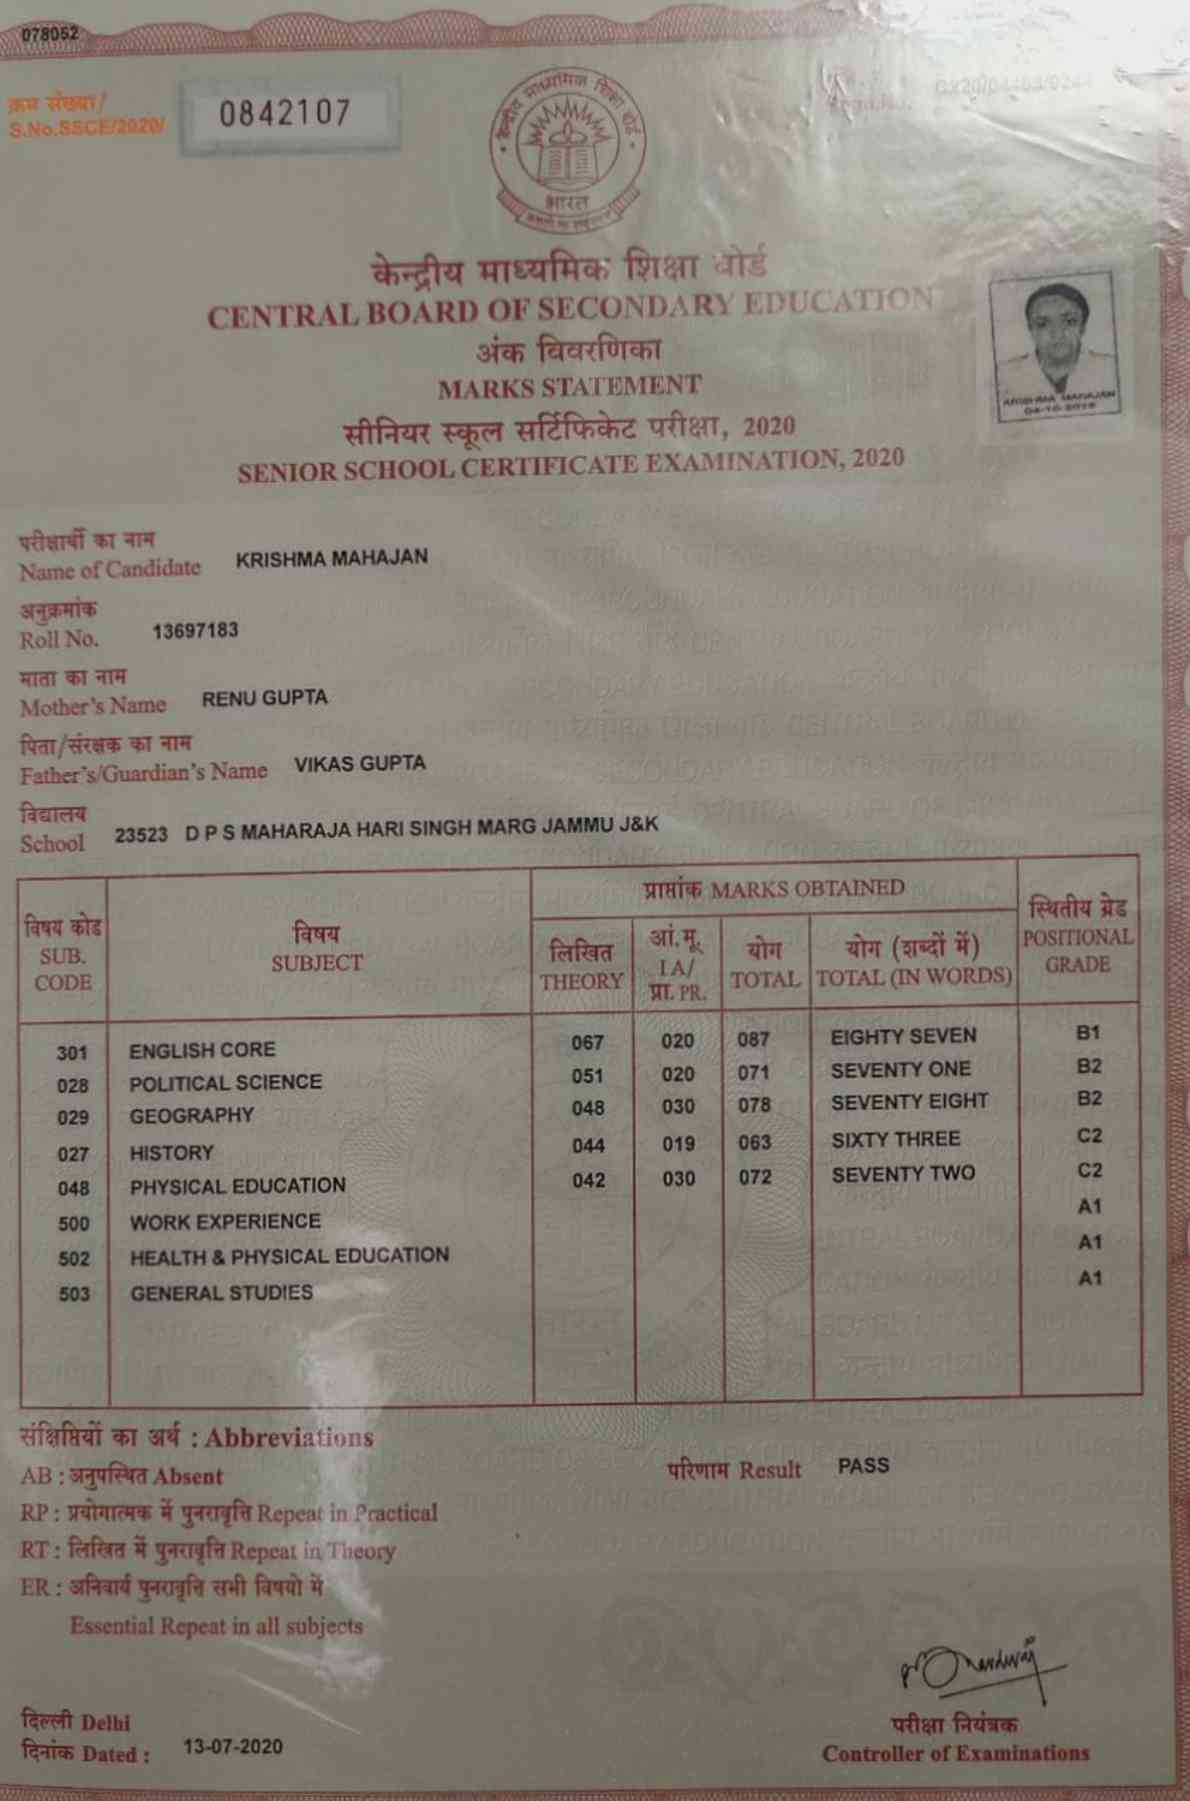 078052
क्रम संख्या/
S.No.SSCE/2020/ 0842107
केन्द्रीय माध्यमिक शिक्षा बोर्ड
भारत
केन्द्रीय माध्यमिक शिक्षा बोर्ड
CENTRAL BOARD OF SECONDARY EDUCATION
अंक विवरणिका
MARKS STATEMENT
सीनियर स्कूल सर्टिफिकेट परीक्षा, 2020
SENIOR SCHOOL CERTIFICATE EXAMINATION, 2020
परीक्षार्थी का नाम
Name of Candidate KRISHMA MAHAJAN
अनुक्रमांक
Roll No. 13697183
माता का नाम
Mother's Name RENU GUPTA
पिता/संरक्षक का नाम
Father's/Guardian's Name VIKAS GUPTA
विद्यालय
School 23523 D P S MAHARAJA HARI SINGH MARG JAMMU J&K
विषय कोड SUB. CODE विषय SUBJECT प्राप्तांक MARKS OBTAINED स्थितीय ग्रेड POSITIONAL GRADE
लिखित THEORY आं.मू. I A/ प्रा. PR. योग TOTAL योग (शब्दों में) TOTAL (IN WORDS)
301 ENGLISH CORE 067 020 087 EIGHTY SEVEN B1
028 POLITICAL SCIENCE 051 020 071 SEVENTY ONE B2
029 GEOGRAPHY 048 030 078 SEVENTY EIGHT B2
027 HISTORY 044 019 063 SIXTY THREE C2
048 PHYSICAL EDUCATION 042 030 072 SEVENTY TWO C2
500 WORK EXPERIENCE A1
502 HEALTH & PHYSICAL EDUCATION A1
503 GENERAL STUDIES A1
संक्षिप्तियों का अर्थ : Abbreviations
AB : अनुपस्थित Absent
परिणाम Result PASS
RP : प्रयोगात्मक में पुनरावृत्ति Repeat in Practical
RT : लिखित में पुनरावृत्ति Repeat in Theory
ER : अनिवार्य पुनरावृत्ति सभी विषयो में
Essential Repeat in all subjects
दिल्ली Delhi
दिनांक Dated : 13-07-2020
परीक्षा नियंत्रक
Controller of Examinations